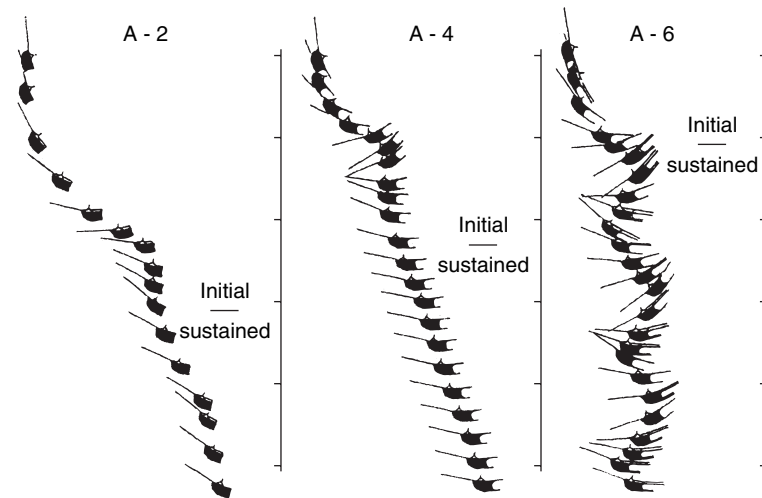 A - 2
A - 4
A - 6
Initial
sustained
Initial
sustained
Initial
sustained